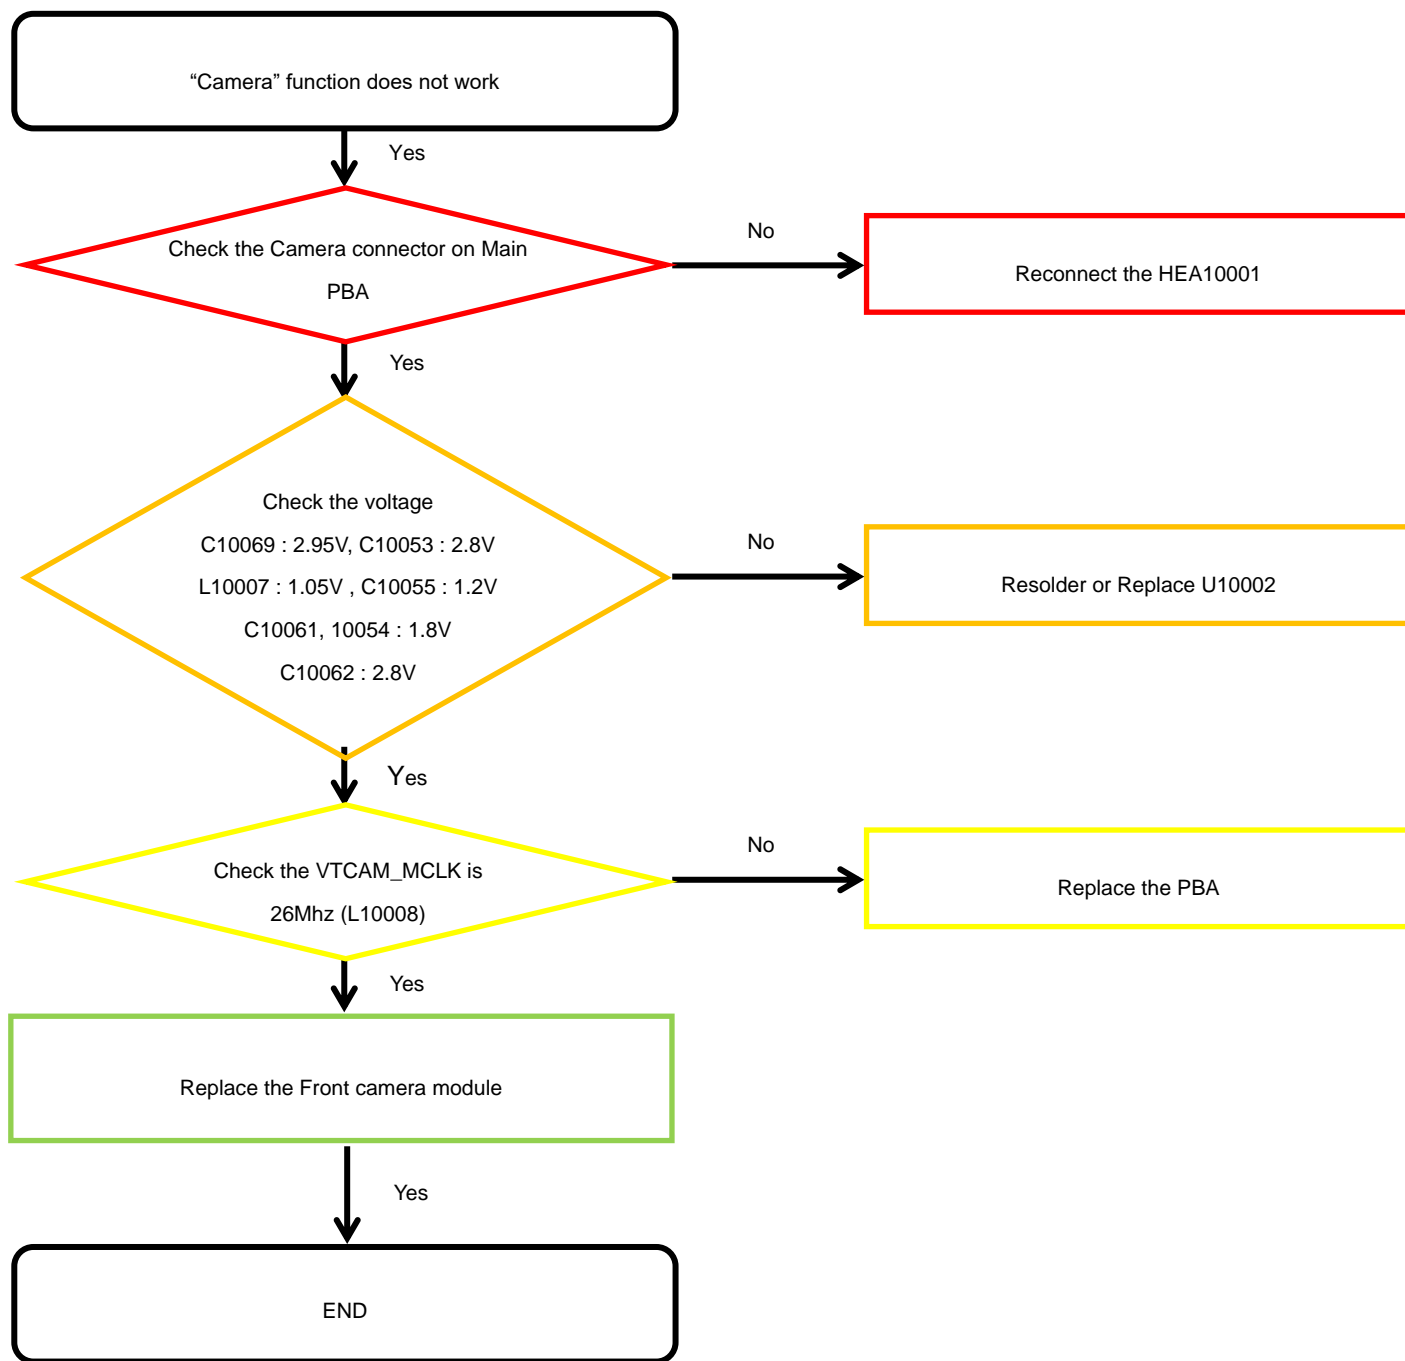 “Camera” function does not work
Yes
Check the Camera connector on Main
PBA
No
Reconnect the HEA10001
Yes
Check the voltage
C10069 : 2.95V, C10053 : 2.8V
L10007 : 1.05V , C10055 : 1.2V
C10061, 10054 : 1.8V
C10062 : 2.8V
No
Resolder or Replace U10002
Yes
Check the VTCAM_MCLK is
26Mhz (L10008)
No
Replace the PBA
Yes
Replace the Front camera module
Yes
END